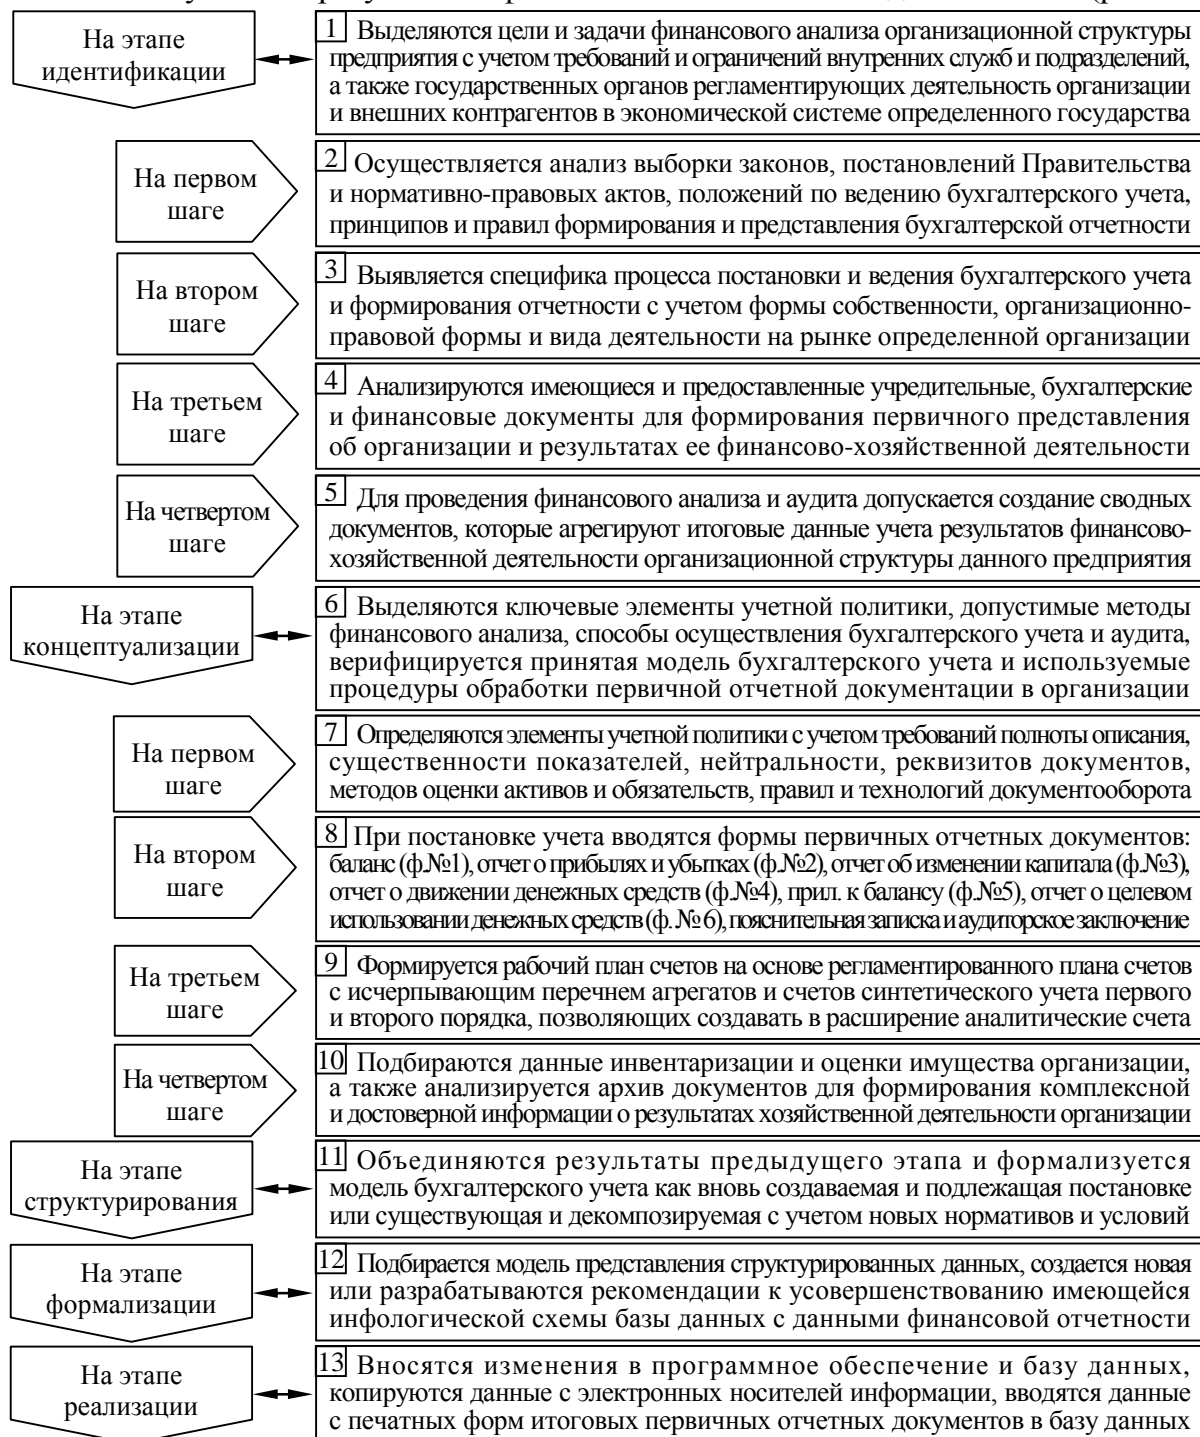 На этапе
идентификации
1 Выделяются цели и задачи финансового анализа организационной структуры
предприятия с учетом требований и ограничений внутренних служб и подразделений,
а также государственных органов регламентирующих деятельность организации
и внешних контрагентов в экономической системе определенного государства
На первом
шаге
2 Осуществляется анализ выборки законов, постановлений Правительства
и нормативно-правовых актов, положений по ведению бухгалтерского учета,
принципов и правил формирования и представления бухгалтерской отчетности
На втором
шаге
3 Выявляется специфика процесса постановки и ведения бухгалтерского учета
и формирования отчетности с учетом формы собственности, организационно-
правовой формы и вида деятельности на рынке определенной организации
На третьем
шаге
4 Анализируются имеющиеся и предоставленные учредительные, бухгалтерские
и финансовые документы для формирования первичного представления
об организации и результатах ее финансово-хозяйственной деятельности
На четвертом
шаге
5 Для проведения финансового анализа и аудита допускается создание сводных
документов, которые агрегируют итоговые данные учета результатов финансово-
хозяйственной деятельности организационной структуры данного предприятия
На этапе
концептуализации
6 Выделяются ключевые элементы учетной политики, допустимые методы
финансового анализа, способы осуществления бухгалтерского учета и аудита,
верифицируется принятая модель бухгалтерского учета и используемые
процедуры обработки первичной отчетной документации в организации
На первом
шаге
7 Определяются элементы учетной политики с учетом требований полноты описания,
существенности показателей, нейтральности, реквизитов документов,
методов оценки активов и обязательств, правил и технологий документооборота
На втором
шаге
8 При постановке учета вводятся формы первичных отчетных документов:
баланс (ф.№1), отчет о прибылях и убытках (ф.№2), отчет об изменении капитала (ф.№3),
отчет о движении денежных средств (ф.№4), прил. к балансу (ф.№5), отчет о целевом
использовании денежных средств (ф. № 6), пояснительная записка и аудиторское заключение
На третьем
шаге
9 Формируется рабочий план счетов на основе регламентированного плана счетов
с исчерпывающим перечнем агрегатов и счетов синтетического учета первого
и второго порядка, позволяющих создавать в расширение аналитические счета
На четвертом
шаге
10 Подбираются данные инвентаризации и оценки имущества организации,
а также анализируется архив документов для формирования комплексной
и достоверной информации о результатах хозяйственной деятельности организации
На этапе
структурирования
11 Объединяются результаты предыдущего этапа и формализуется
модель бухгалтерского учета как вновь создаваемая и подлежащая постановке
или существующая и декомпозируемая с учетом новых нормативов и условий
На этапе
формализации
12 Подбирается модель представления структурированных данных, создается новая
или разрабатываются рекомендации к усовершенствованию имеющейся
инфологической схемы базы данных с данными финансовой отчетности
На этапе
реализации
13 Вносятся изменения в программное обеспечение и базу данных,
копируются данные с электронных носителей информации, вводятся данные
с печатных форм итоговых первичных отчетных документов в базу данных